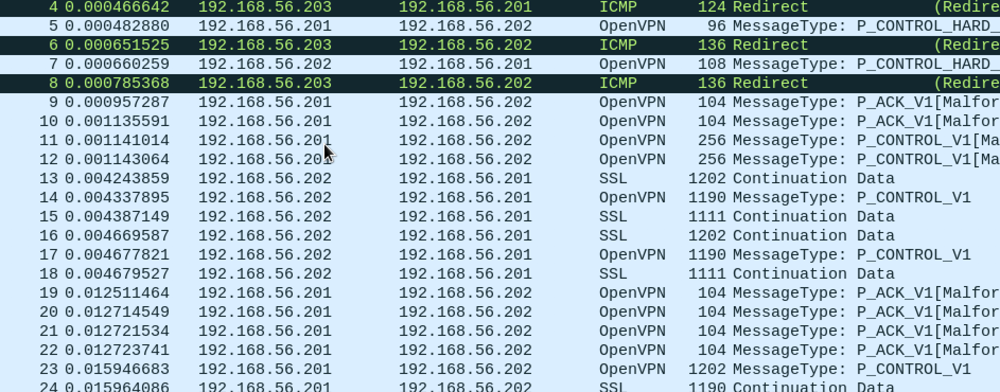 4 0.000466642 192.168.56.203 192.168.56.201 ICMP 124 Redirect (Redire
5 0.000482880 192.168.56.201 192.168.56.202 OpenVPN 96 MessageType: P_CONTROL_HARD_
6 0.000651525 192.168.56.203 192.168.56.202 ICMP 136 Redirect (Redire
7 0.000660259 192.168.56.202 192.168.56.201 OpenVPN 108 MessageType: P_CONTROL_HARD_
8 0.000785368 192.168.56.203 192.168.56.202 ICMP 136 Redirect (Redire
9 0.000957287 192.168.56.201 192.168.56.202 OpenVPN 104 MessageType: P_ACK_V1[Malfor
10 0.001135591 192.168.56.201 192.168.56.202 OpenVPN 104 MessageType: P_ACK_V1[Malfor
11 0.001141014 192.168.56.201 192.168.56.202 OpenVPN 256 MessageType: P_CONTROL_V1[Ma
12 0.001143064 192.168.56.201 192.168.56.202 OpenVPN 256 MessageType: P_CONTROL_V1[Ma
13 0.004243859 192.168.56.202 192.168.56.201 SSL 1202 Continuation Data
14 0.004337895 192.168.56.202 192.168.56.201 OpenVPN 1190 MessageType: P_CONTROL_V1
15 0.004387149 192.168.56.202 192.168.56.201 SSL 1111 Continuation Data
16 0.004669587 192.168.56.202 192.168.56.201 SSL 1202 Continuation Data
17 0.004677821 192.168.56.202 192.168.56.201 OpenVPN 1190 MessageType: P_CONTROL_V1
18 0.004679527 192.168.56.202 192.168.56.201 SSL 1111 Continuation Data
19 0.012511464 192.168.56.201 192.168.56.202 OpenVPN 104 MessageType: P_ACK_V1[Malfor
20 0.012714549 192.168.56.201 192.168.56.202 OpenVPN 104 MessageType: P_ACK_V1[Malfor
21 0.012721534 192.168.56.201 192.168.56.202 OpenVPN 104 MessageType: P_ACK_V1[Malfor
22 0.012723741 192.168.56.201 192.168.56.202 OpenVPN 104 MessageType: P_ACK_V1[Malfor
23 0.015946683 192.168.56.201 192.168.56.202 OpenVPN 1202 MessageType: P_CONTROL_V1
24 0.015964086 192.168.56.201 192.168.56.202 SSL 1190 Continuation Data